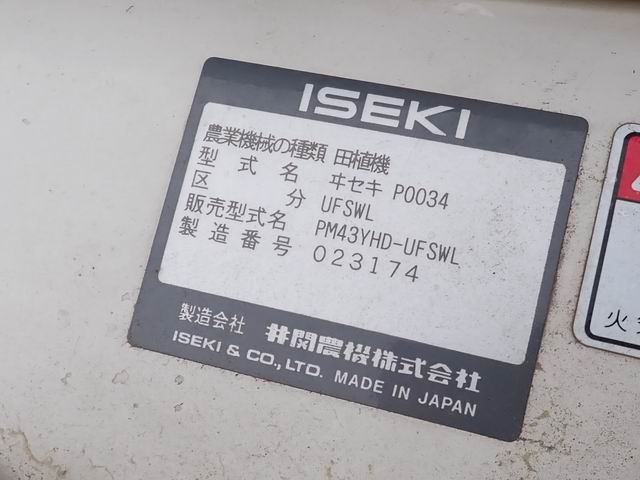 ISEKI
農業機械の種類 田植機
型式名 ヰセキ P0034
区分 UFSWL
販売型式名 PM43YHD-UFSWL
製造番号 023174
製造会社 井関農機株式会社
ISEKI & CO., LTD. MADE IN JAPAN
火